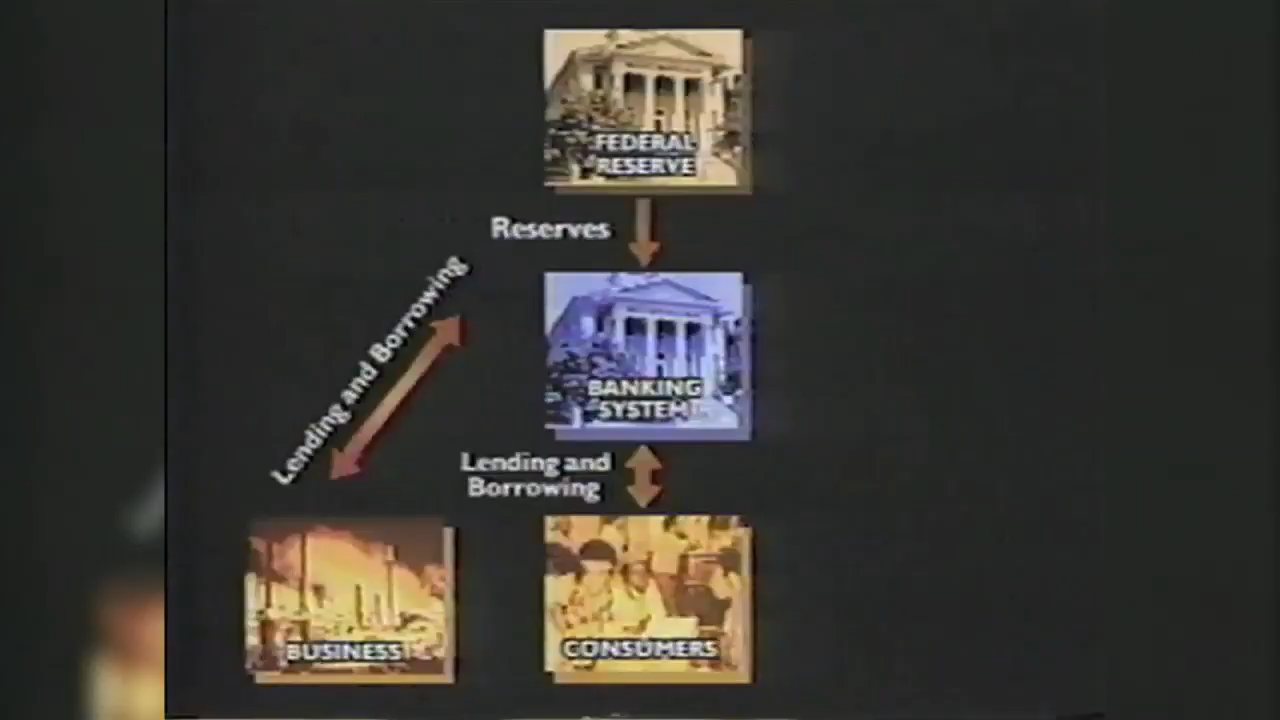 FEDERAL
RESERVE
Reserves
Lending and Borrowing
BANKING
SYSTEM
Lending and
Borrowing
BUSINESS
CONSUMERS